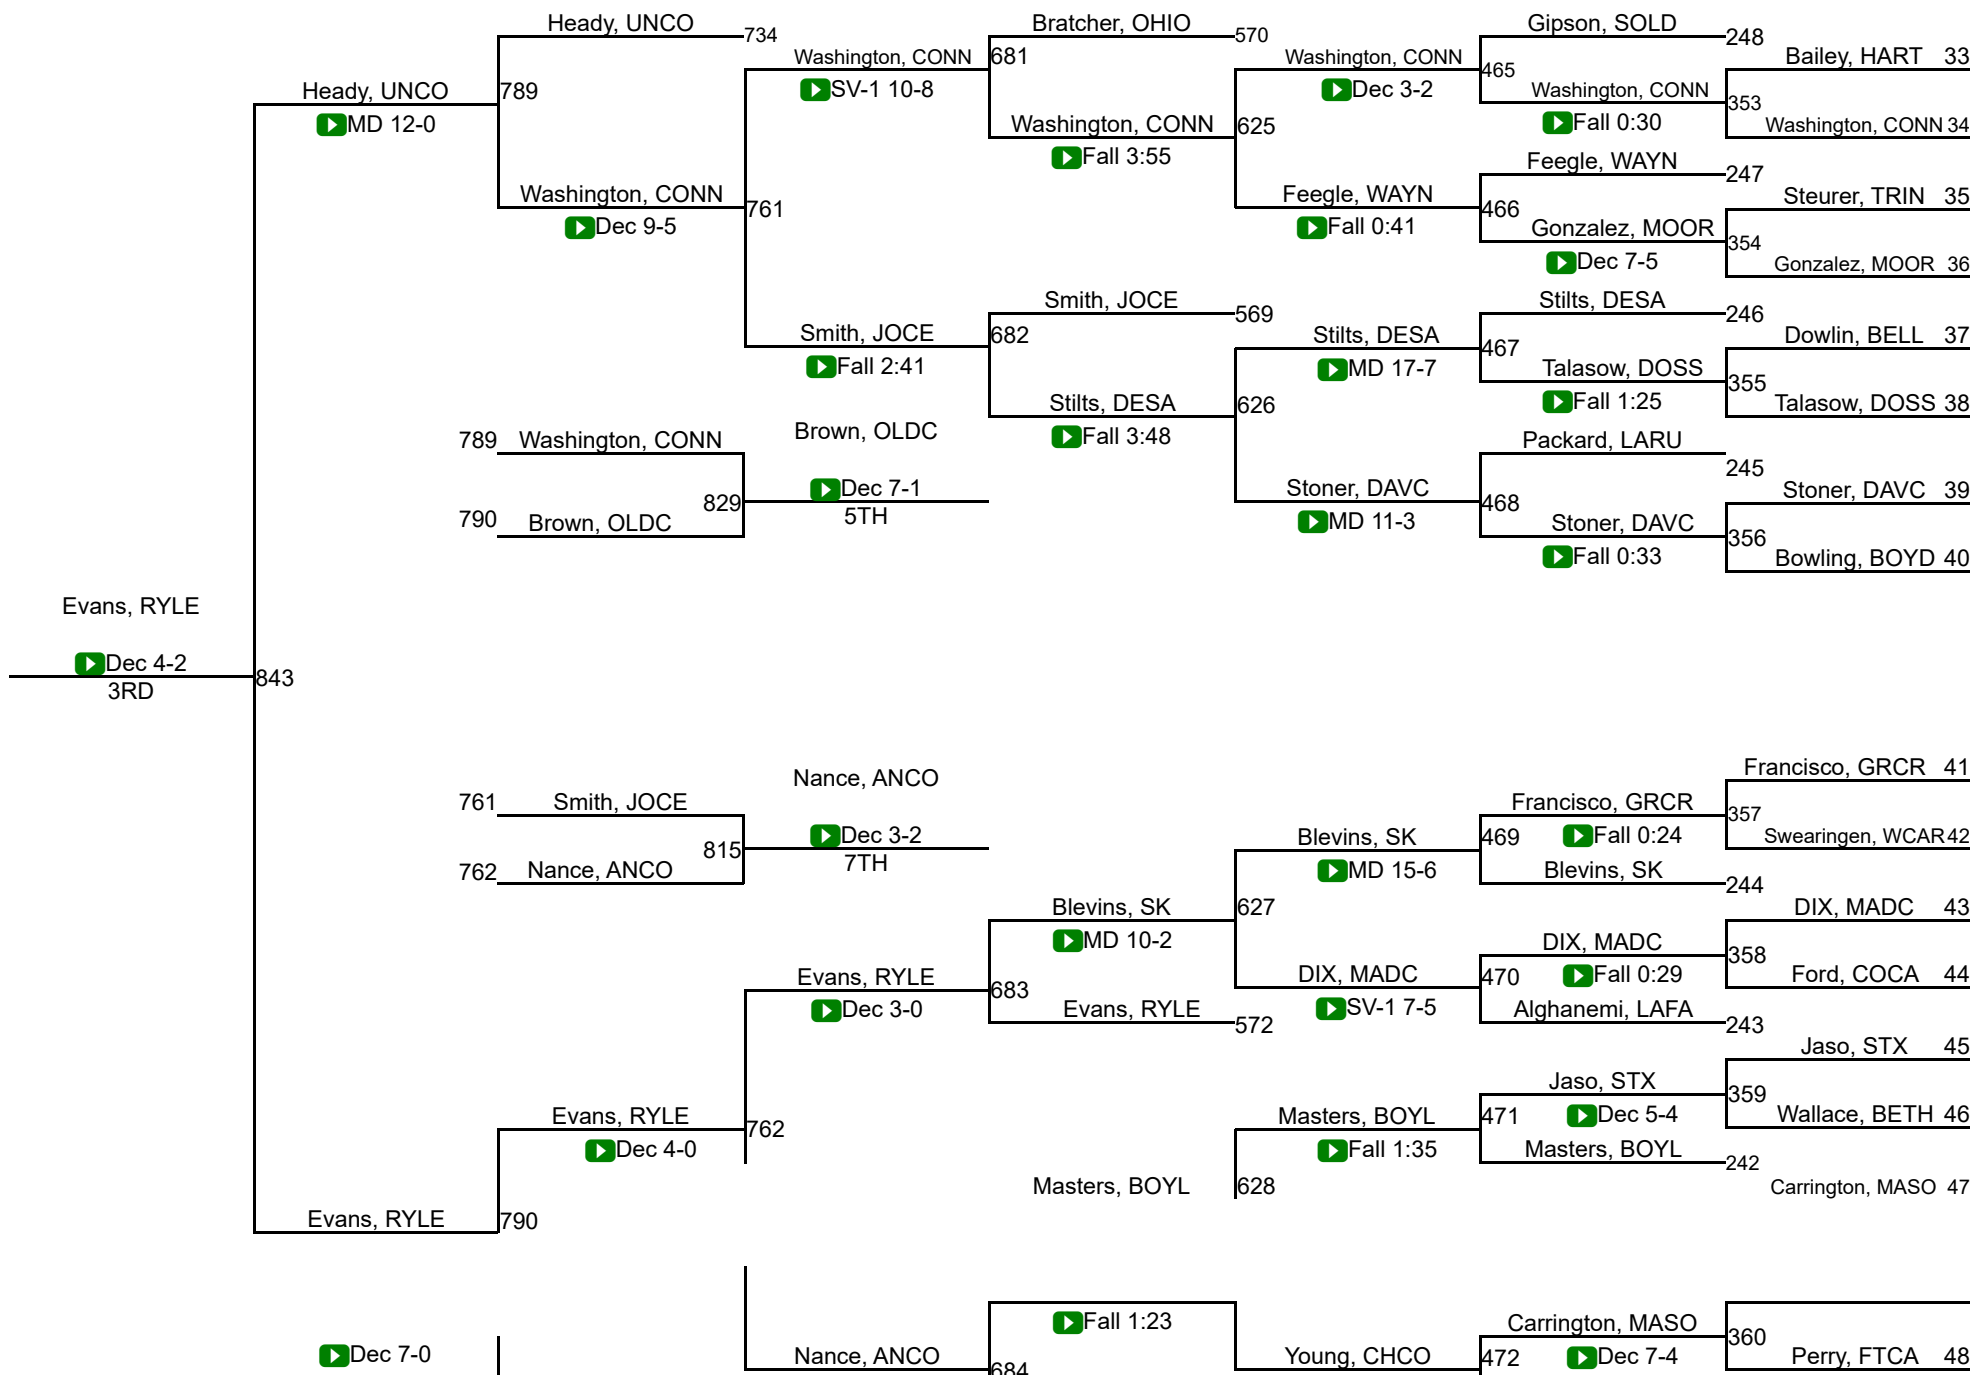 Heady, UNCO
734
Bratcher, OHIO
570
Gipson, SOLD
248
Washington, CONN
681
Washington, CONN
465
Bailey, HART 33
Heady, UNCO
789
SV-1 10-8
Dec 3-2
Washington, CONN
353
MD 12-0
Washington, CONN
625
Fall 0:30
Washington, CONN 34
Fall 3:55
Feegle, WAYN
247
Washington, CONN
761
Feegle, WAYN
466
Steurer, TRIN 35
Dec 9-5
Fall 0:41
Gonzalez, MOOR
354
Dec 7-5
Gonzalez, MOOR 36
Smith, JOCE
569
Stilts, DESA
246
Smith, JOCE
682
Stilts, DESA
467
Dowlin, BELL 37
Fall 2:41
MD 17-7
Talasow, DOSS
355
Stilts, DESA
626
Fall 1:25
Talasow, DOSS 38
789 Washington, CONN
Brown, OLDC
Fall 3:48
Packard, LARU
245
829
Dec 7-1
Stoner, DAVC
468
Stoner, DAVC 39
790 Brown, OLDC
5TH
MD 11-3
Stoner, DAVC
356
Fall 0:33
Bowling, BOYD 40
Evans, RYLE
Dec 4-2
843
3RD
Nance, ANCO
Francisco, GRCR 41
761 Smith, JOCE
Francisco, GRCR
357
815
Dec 3-2
Blevins, SK
469
Fall 0:24
Swearingen, WCAR 42
762 Nance, ANCO
7TH
MD 15-6
Blevins, SK
244
Blevins, SK
627
DIX, MADC 43
MD 10-2
DIX, MADC
358
Evans, RYLE
683
DIX, MADC
470
Fall 0:29
Ford, COCA 44
Dec 3-0
Evans, RYLE
572
SV-1 7-5
Alghanemi, LAFA
243
Jaso, STX 45
Jaso, STX
359
Evans, RYLE
762
Masters, BOYL
471
Dec 5-4
Wallace, BETH 46
Dec 4-0
Fall 1:35
Masters, BOYL
242
Masters, BOYL
628
Carrington, MASO 47
Evans, RYLE
790
Fall 1:23
Carrington, MASO
360
Dec 7-0
Nance, ANCO
684
Young, CHCO
472
Dec 7-4
Perry, FTCA 48